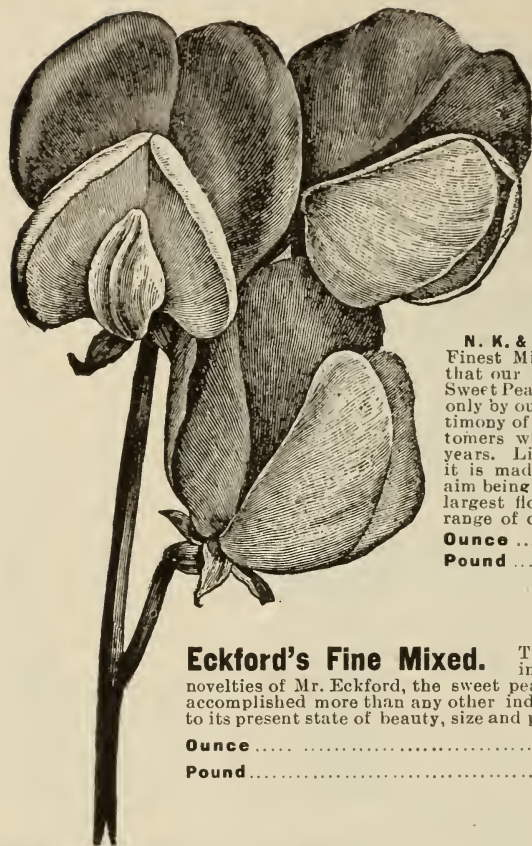 N. K. &
Finest Mi
that our
Sweet Pea
only by ou
timony of
tomers w
years. Li
it is mad
aim being
largest flo
range of c
Ounce ..
Pound ...
Eckford's Fine Mixed. T
in
novelties of Mr. Eckford, the sweet pea
accomplished more than any other ind
to its present state of beauty, size and p
Ounce ..... ............................
Pound..................................